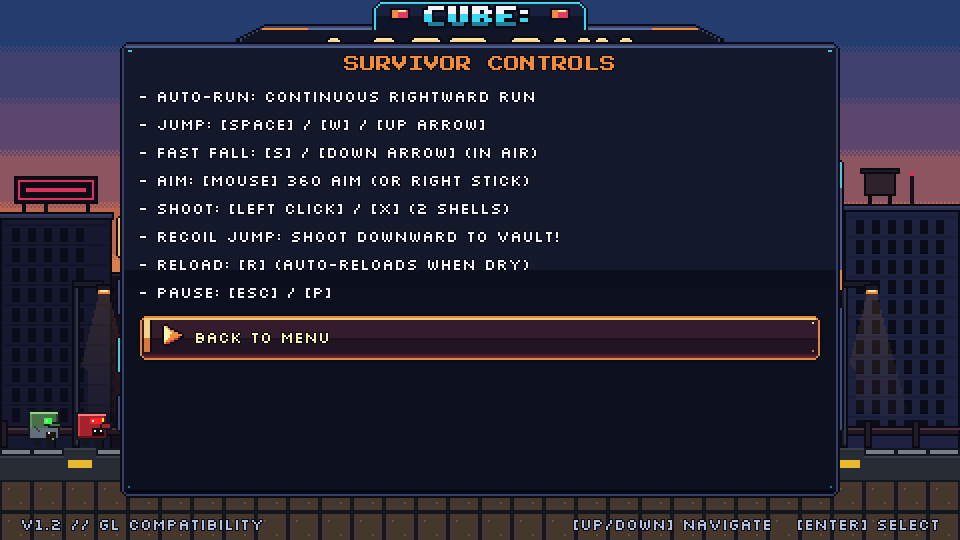 CUBE:
SURVIVOR CONTROLS
- AUTO-RUN: CONTINUOUS RIGHTWARD RUN
- JUMP: [SPACE] / [W] / [UP ARROW]
- FAST FALL: [S] / [DOWN ARROW] (IN AIR)
- AIM: [MOUSE] 360 AIM (OR RIGHT STICK)
- SHOOT: [LEFT CLICK] / [X] (2 SHELLS)
- RECOIL JUMP: SHOOT DOWNWARD TO VAULT!
- RELOAD: [R] (AUTO-RELOADS WHEN DRY)
- PAUSE: [ESC] / [P]
BACK TO MENU
V1.2 // GL COMPATIBILITY
[UP/DOWN] NAVIGATE [ENTER] SELECT